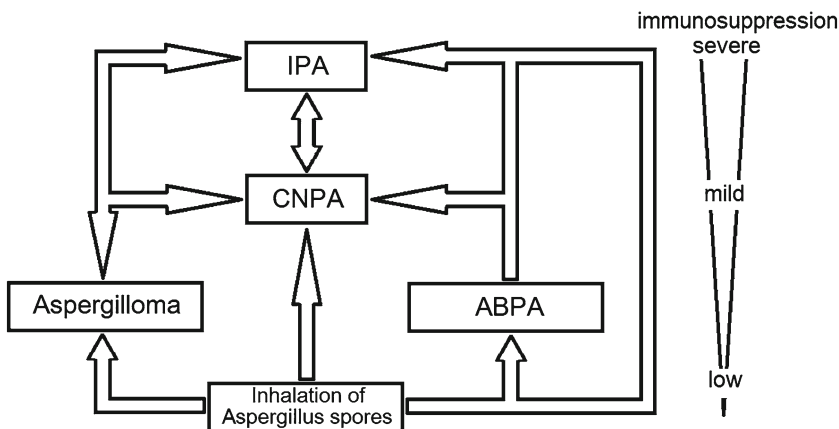 immunosuppression
severe
IPA
CNPA
mild
Aspergilloma
ABPA
low
Inhalation of
Aspergillus spores